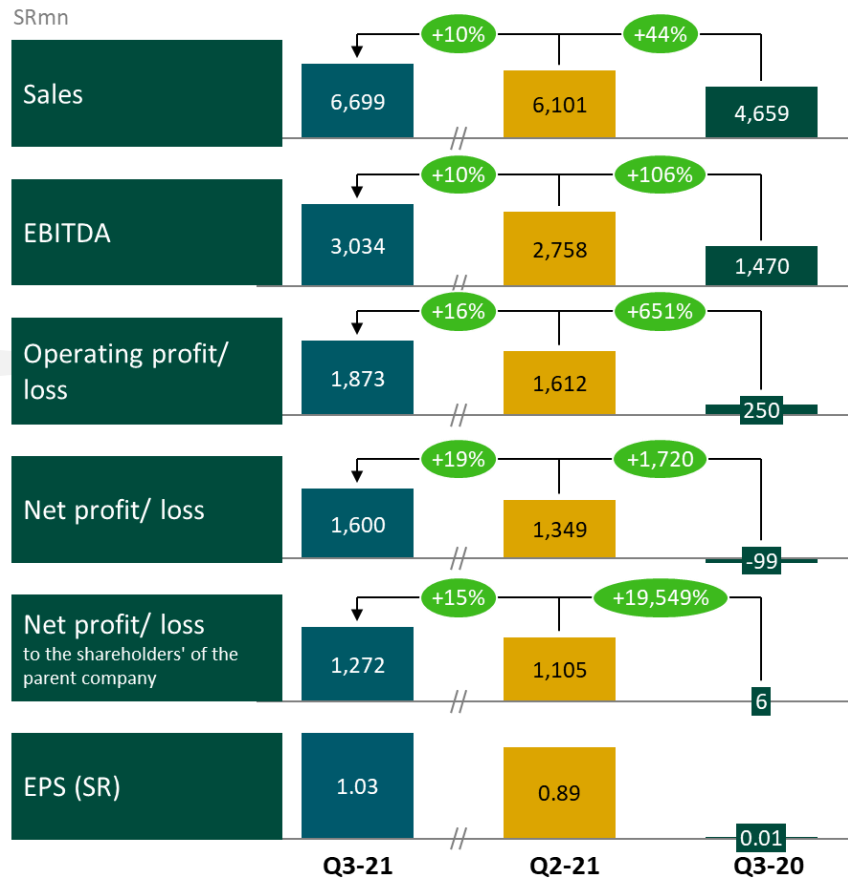 SRmn
+10%
+44%
Sales
6,699
6,101
4,659
+10%
+106%
EBITDA
3,034
2,758
1,470
+16%
+651%
Operating profit/
loss
1,873
1,612
250
+19%
+1,720
Net profit/ loss
1,600
1,349
-99
+15%
+19,549%
Net profit/ loss
to the shareholders' of the
parent company
1,272
1,105
6
EPS (SR)
1.03
0.89
0.01
Q3-21
Q2-21
Q3-20